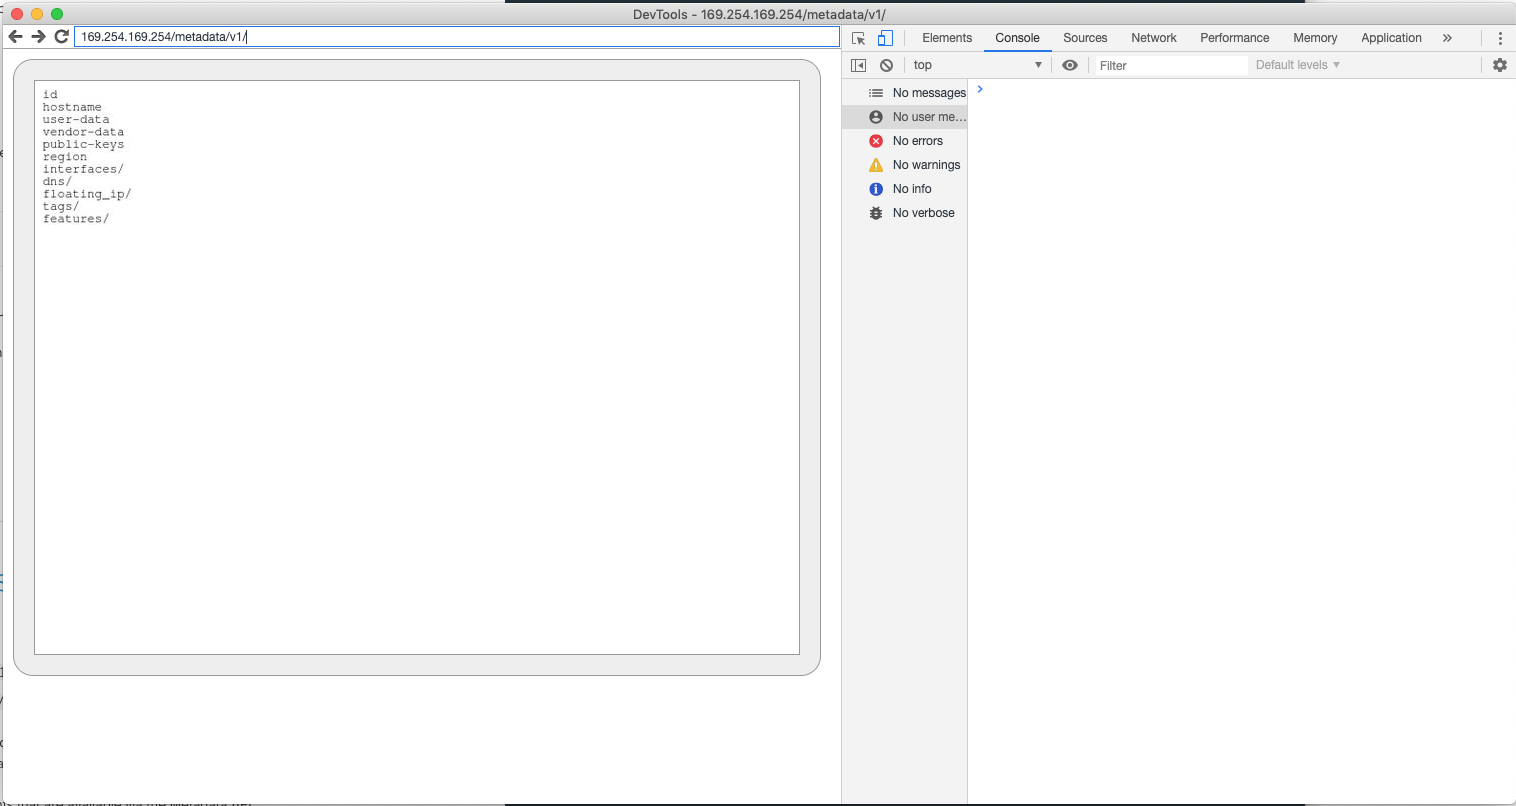 DevTools - 169.254.169.254/metadata/v1/
169.254.169.254/metadata/v1/
Elements Console Sources Network Performance Memory Application »
top Filter Default levels
id
hostname
user-data
vendor-data
public-keys
region
interfaces/
dns/
floating_ip/
tags/
features/
No messages
No user me...
No errors
No warnings
No info
No verbose